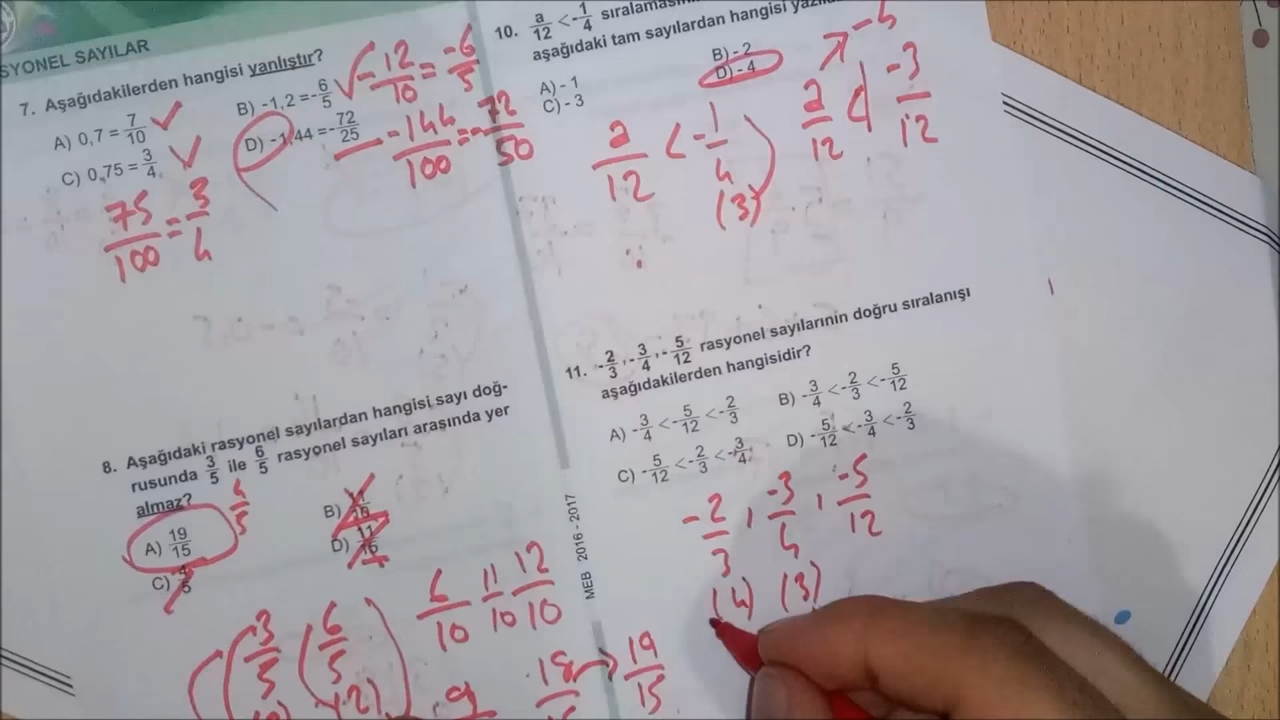 SYONEL SAYILAR
7. Aşağıdakilerden hangisi yanlıştır?
A) 0,7 = 7/10
B) -1,2 = -6/5
C) 0,75 = 3/4
D) -1,44 = -72/25
-12/10 = -6/5
-144/100 = -72/50
75/100 = 3/4
8. Aşağıdaki rasyonel sayılardan hangisi sayı doğ-
rusunda 3/5 ile 6/5 rasyonel sayıları arasında yer
almaz?
A) 19/15
B)
C) 4/5
D) 11/16
4/5
3/5 6/5
(2)
6/10 11/10 12/10
19/15
MEB 2016 - 2017
10. a/12 < -1/4
aşağıdaki tam sayılardan hangisi
A) - 1
B) - 2
C) - 3
D) - 4
a/12 < -1/4
(3)
a/12 < -3/12
11. -2/3, -3/4, -5/12 rasyonel sayılarının doğru sıralanışı
aşağıdakilerden hangisidir?
A) -3/4 < -5/12 < -2/3
B) -3/4 < -2/3 < -5/12
C) -5/12 < -2/3 < -3/4
D) -5/12 < -3/4 < -2/3
-2/3, -3/4, -5/12
(4) (3)